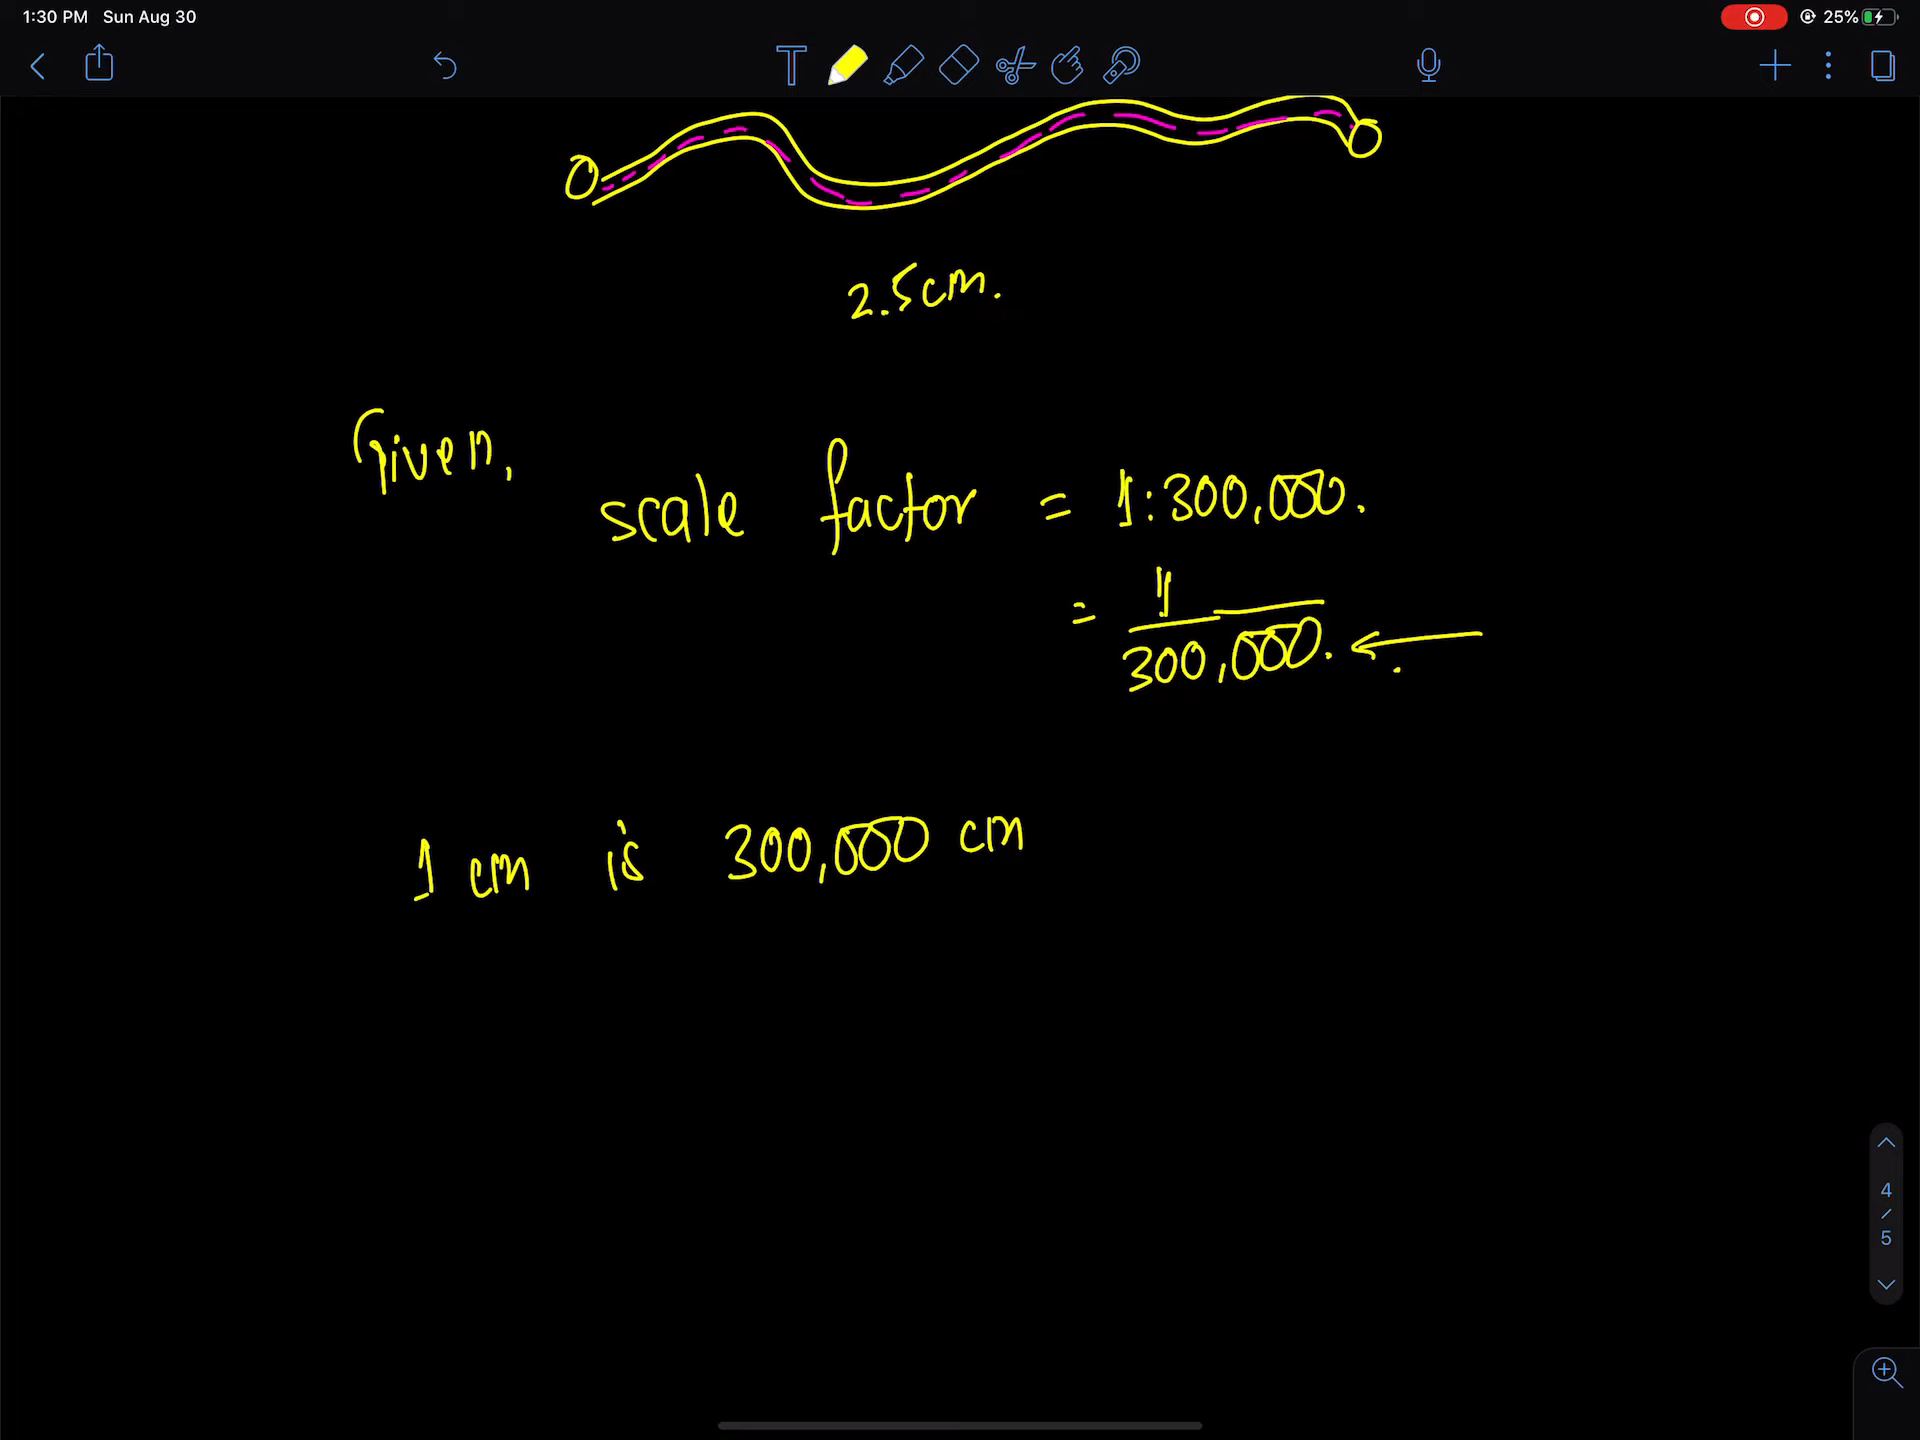 1:30 PM Sun Aug 30
25%
T
2.5cm.
Given,
scale factor = 1:300,000.
= 1
300,000.
1 cm is 300,000 cm
4
/
5